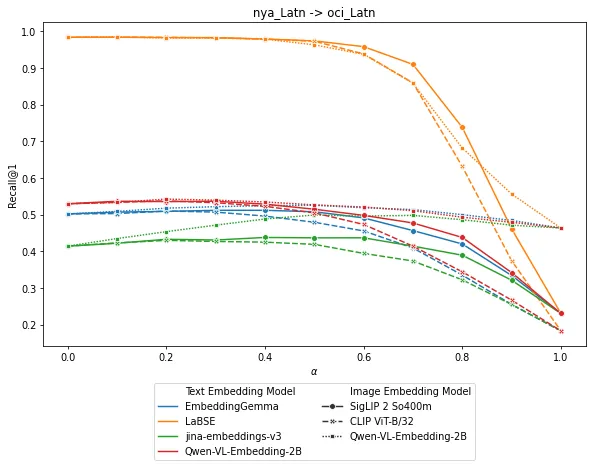 nya_Latn -> oci_Latn
1.0
0.9
0.8
0.7
0.6
0.5
0.4
0.3
0.2
Recall@1
0.0 0.2 0.4 0.6 0.8 1.0
α
Text Embedding Model Image Embedding Model
EmbeddingGemma SigLIP 2 So400m
LaBSE CLIP ViT-B/32
jina-embeddings-v3 Qwen-VL-Embedding-2B
Qwen-VL-Embedding-2B